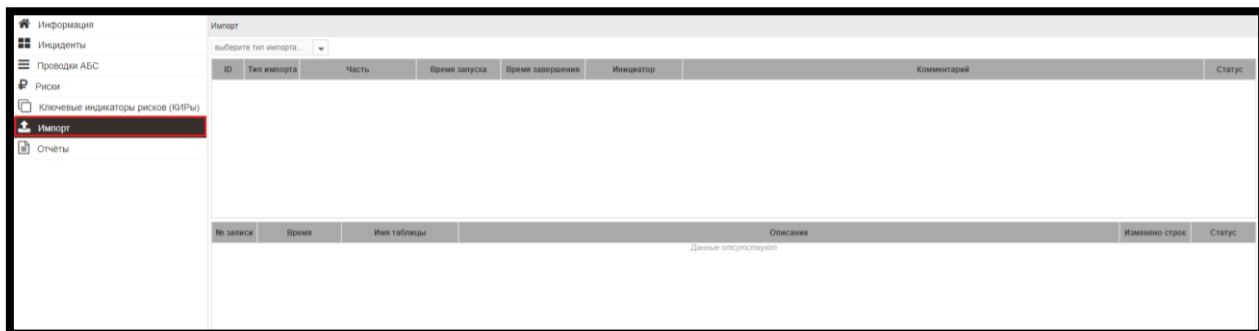 Информация
Инциденты
Проводки АБС
Риски
Ключевые индикаторы рисков (КИРы)
Импорт
Отчёты
Импорт
выберите тип импорта...
ID Тип импорта Часть Время запуска Время завершения Инициатор Комментарий Статус
№ записи Время Имя таблицы Описание Изменено строк Статус
Данные отсутствуют